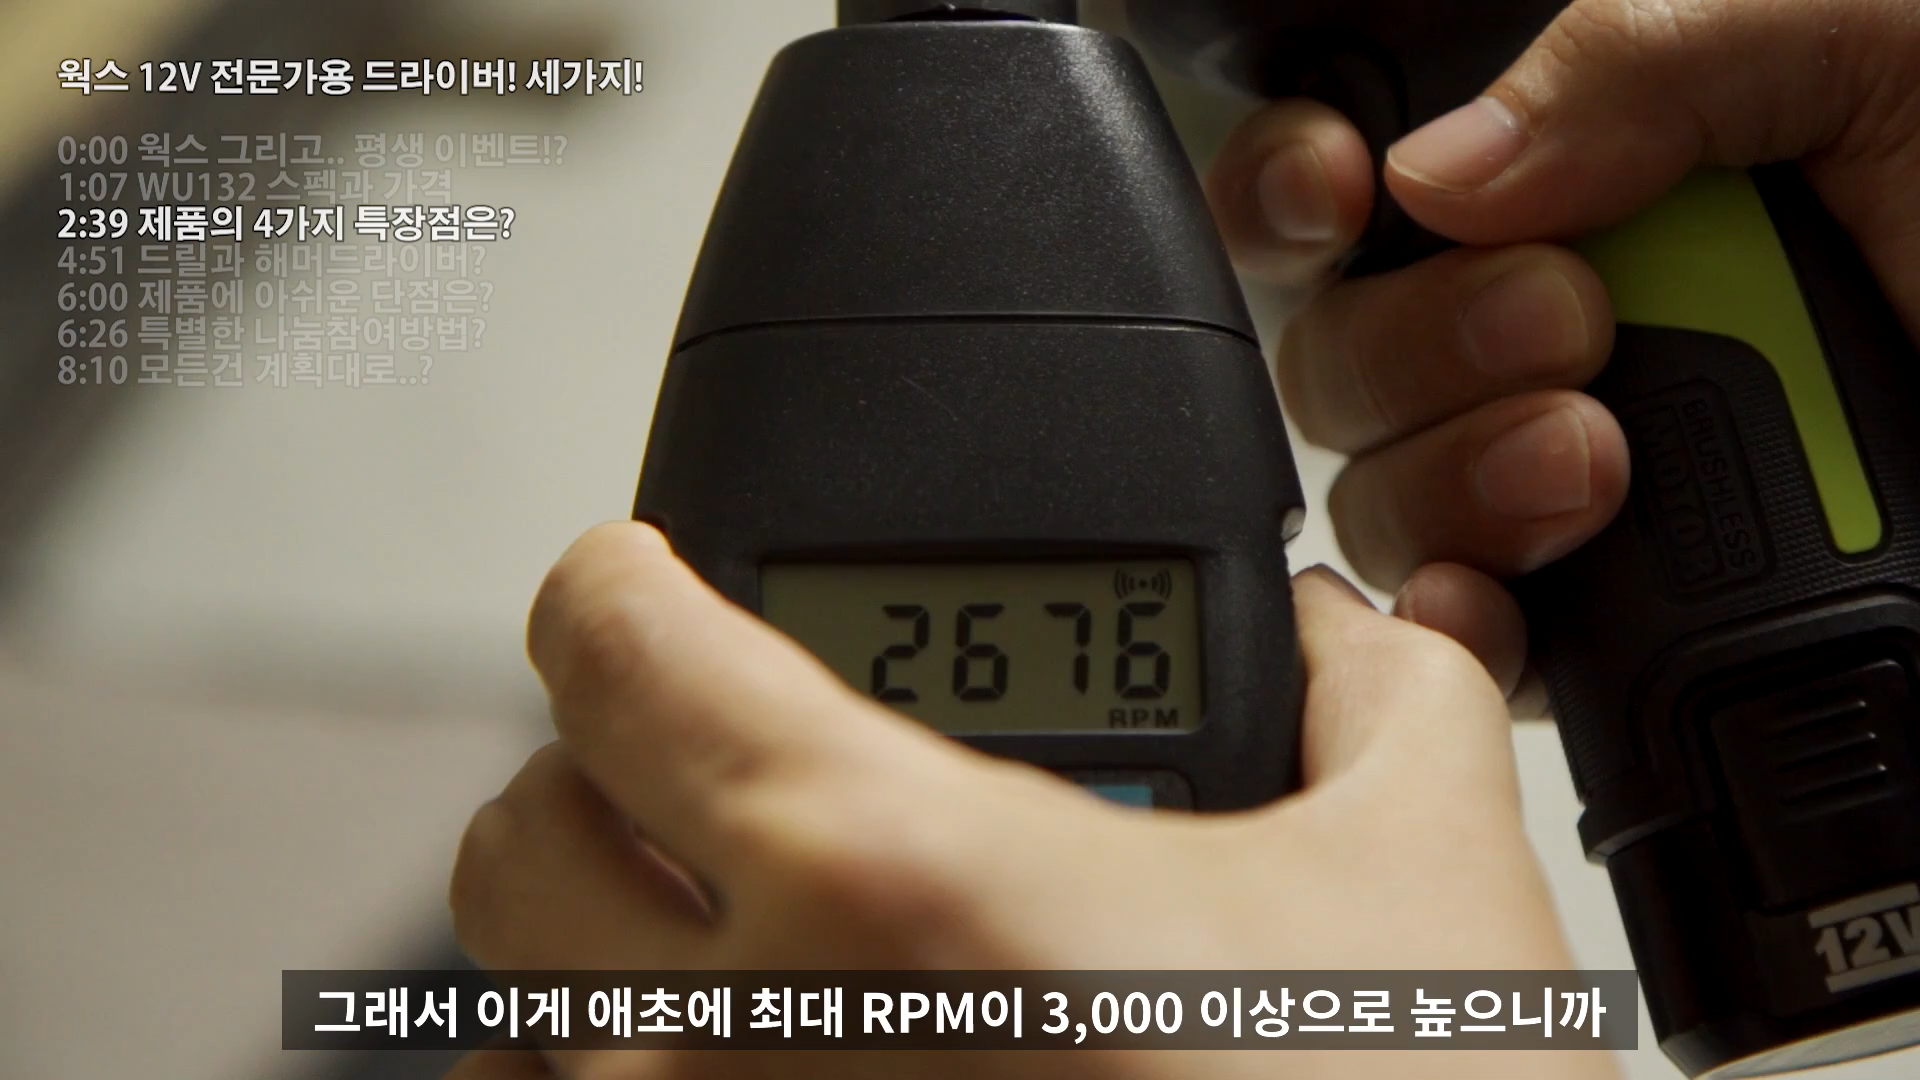 웍스 12V 전문가용 드라이버! 세가지!
0:00 웍스 그리고.. 평생 이벤트!?
1:07 WU132 스펙과 가격
2:39 제품의 4가지 특장점은?
4:51 드릴과 해머드라이버?
6:00 제품에 아쉬운 단점은?
6:26 특별한 나눔참여방법?
8:10 모든건 계획대로..?
2676
RPM
BRUSHLESS
MOTOR
12V
그래서 이게 애초에 최대 RPM이 3,000 이상으로 높으니까